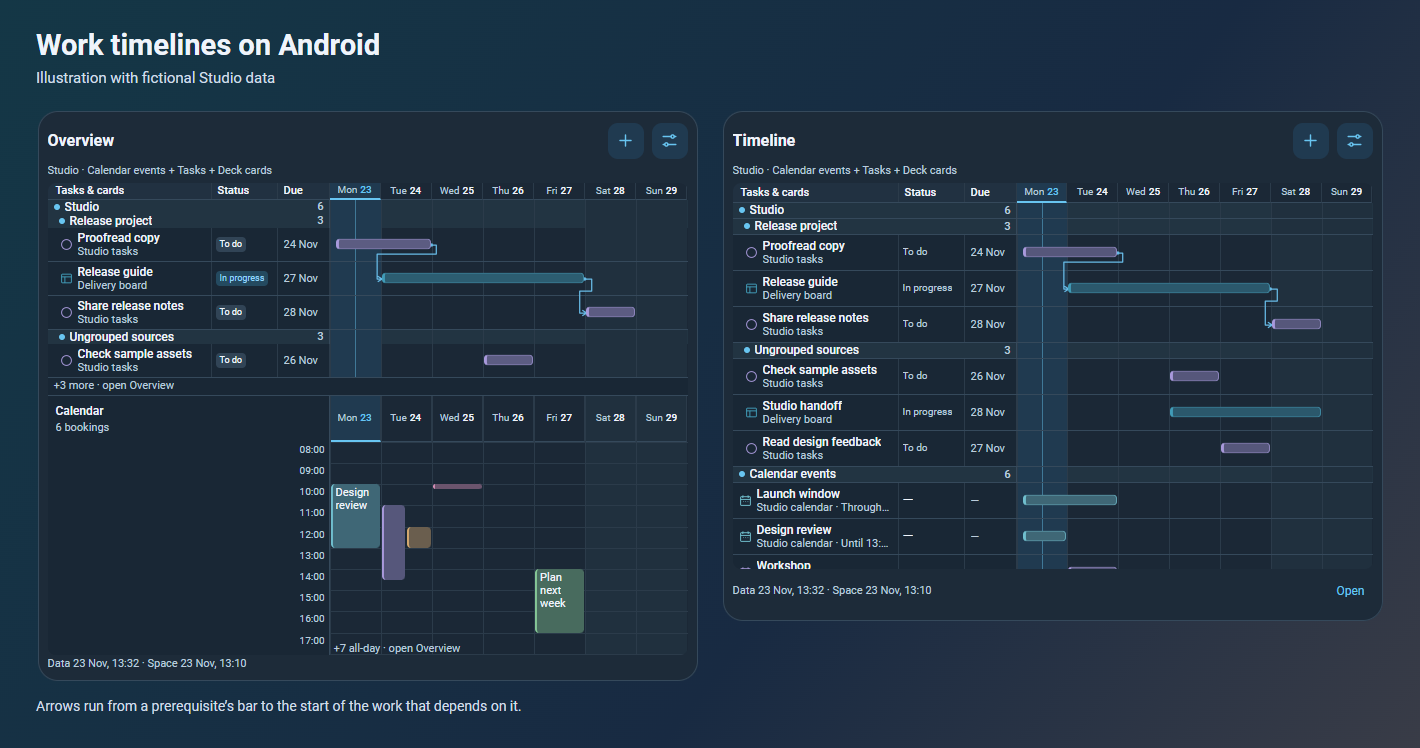 Work timelines on Android
Illustration with fictional Studio data
Overview
Studio · Calendar events + Tasks + Deck cards
Tasks & cards Status Due Mon 23 Tue 24 Wed 25 Thu 26 Fri 27 Sat 28 Sun 29
Studio 6
Release project 3
Proofread copy
Studio tasks
To do 24 Nov
Release guide
Delivery board
In progress 27 Nov
Share release notes
Studio tasks
To do 28 Nov
Ungrouped sources 3
Check sample assets
Studio tasks
To do 26 Nov
+3 more · open Overview
Calendar
6 bookings
Mon 23 Tue 24 Wed 25 Thu 26 Fri 27 Sat 28 Sun 29
08:00
09:00
10:00
11:00
12:00
13:00
14:00
15:00
16:00
17:00
Design
review
Plan
next
week
+7 all-day · open Overview
Data 23 Nov, 13:32 · Space 23 Nov, 13:10
Timeline
Studio · Calendar events + Tasks + Deck cards
Tasks & cards Status Due Mon 23 Tue 24 Wed 25 Thu 26 Fri 27 Sat 28 Sun 29
Studio 6
Release project 3
Proofread copy
Studio tasks
To do 24 Nov
Release guide
Delivery board
In progress 27 Nov
Share release notes
Studio tasks
To do 28 Nov
Ungrouped sources 3
Check sample assets
Studio tasks
To do 26 Nov
Studio handoff
Delivery board
In progress 28 Nov
Read design feedback
Studio tasks
To do 27 Nov
Calendar events 6
Launch window
Studio calendar · Through...
— –
Design review
Studio calendar · Until 13:...
— –
Workshop
Data 23 Nov, 13:32 · Space 23 Nov, 13:10
Open
Arrows run from a prerequisite’s bar to the start of the work that depends on it.